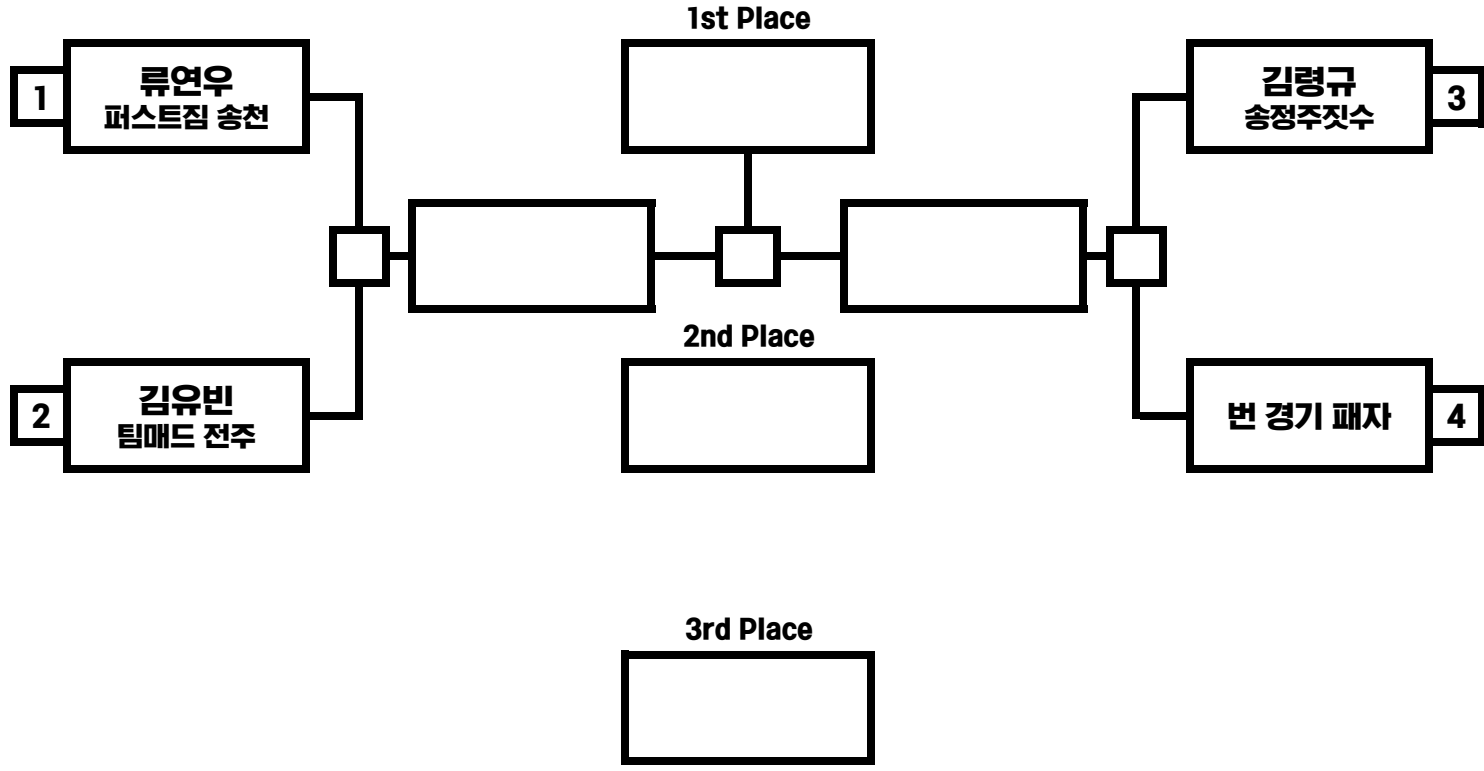 1st Place
1
류연우
퍼스트짐 송천
김령규
송정주짓수
3
2nd Place
2
김유빈
팀매드 전주
번 경기 패자
4
3rd Place